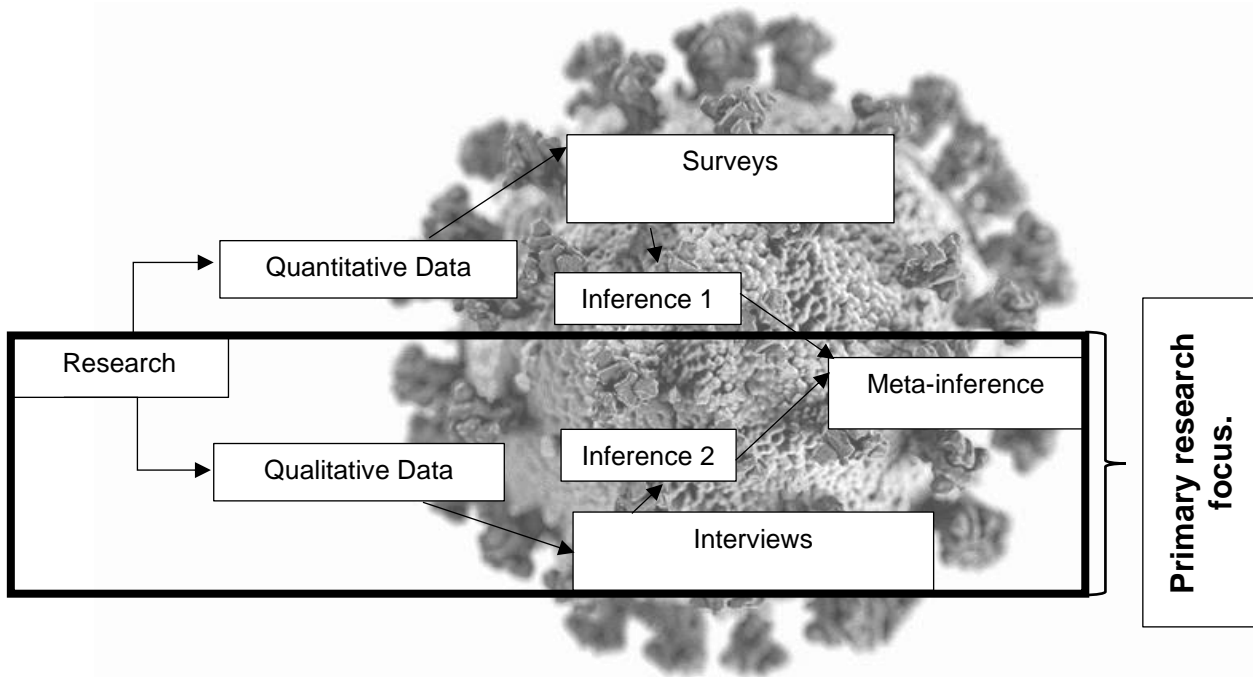 Surveys
Quantitative Data
Inference 1
Research
Meta-inference
Inference 2
Qualitative Data
Interviews
Primary research
focus.